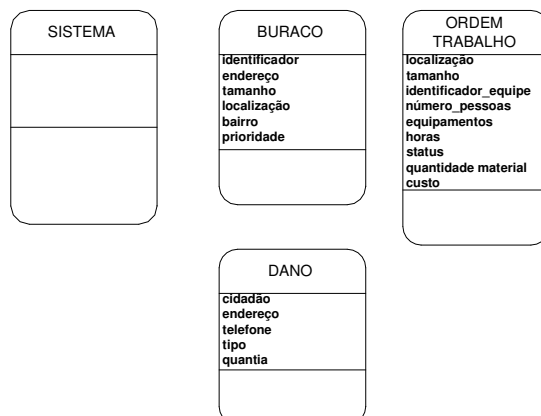 SISTEMA
BURACO
identificador
endereço
tamanho
localização
bairro
prioridade
ORDEM
TRABALHO
localização
tamanho
identificador_equipe
número_pessoas
equipamentos
horas
status
quantidade material
custo
DANO
cidadão
endereço
telefone
tipo
quantia